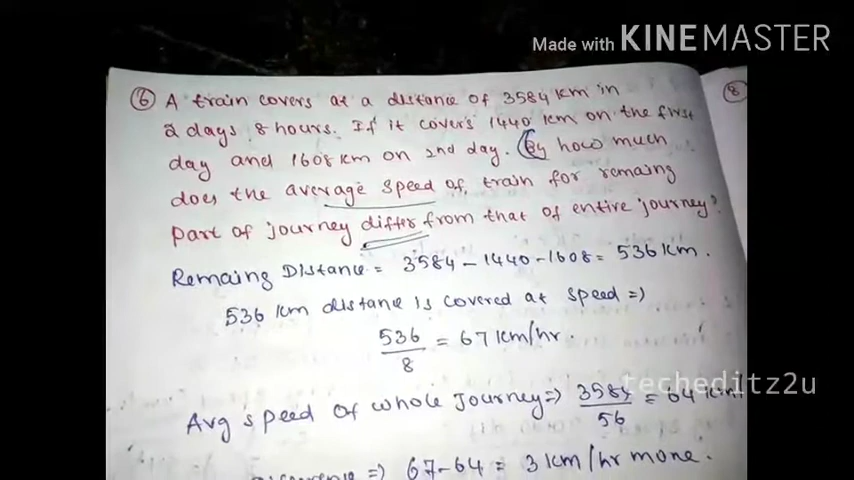 Made with KINEMASTER
6 A train covers at a distance of 3584 km in
8
2 days 8 hours. If it covers 1440 km on the first
day and 1608 km on 2nd day. By how much
does the average speed of train for remaing
part of journey differ from that of entire journey?
Remaing Distance = 3584 - 1440 - 1608 = 536 km.
536 km distance is covered at speed =>
536/8 = 67 km/hr.
techeditz2u
Avg speed of whole Journey => 3584/56 = 64 km/
=> 67-64 = 3 km/hr more.